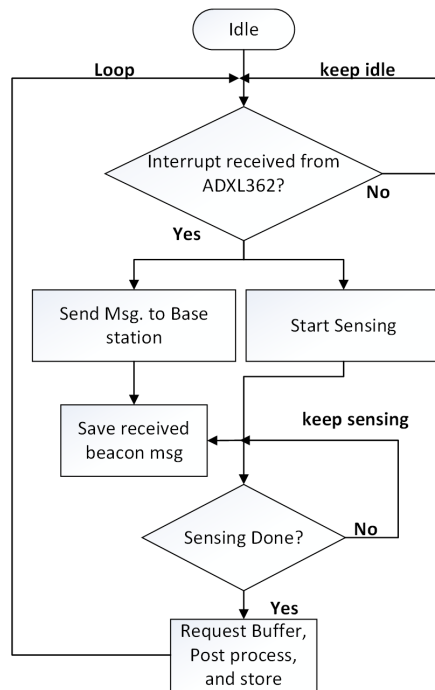 Idle
Loop
keep idle
Interrupt received from
ADXL362?
No
Yes
Send Msg. to Base
station
Start Sensing
Save received
beacon msg
keep sensing
Sensing Done?
No
Yes
Request Buffer,
Post process,
and store